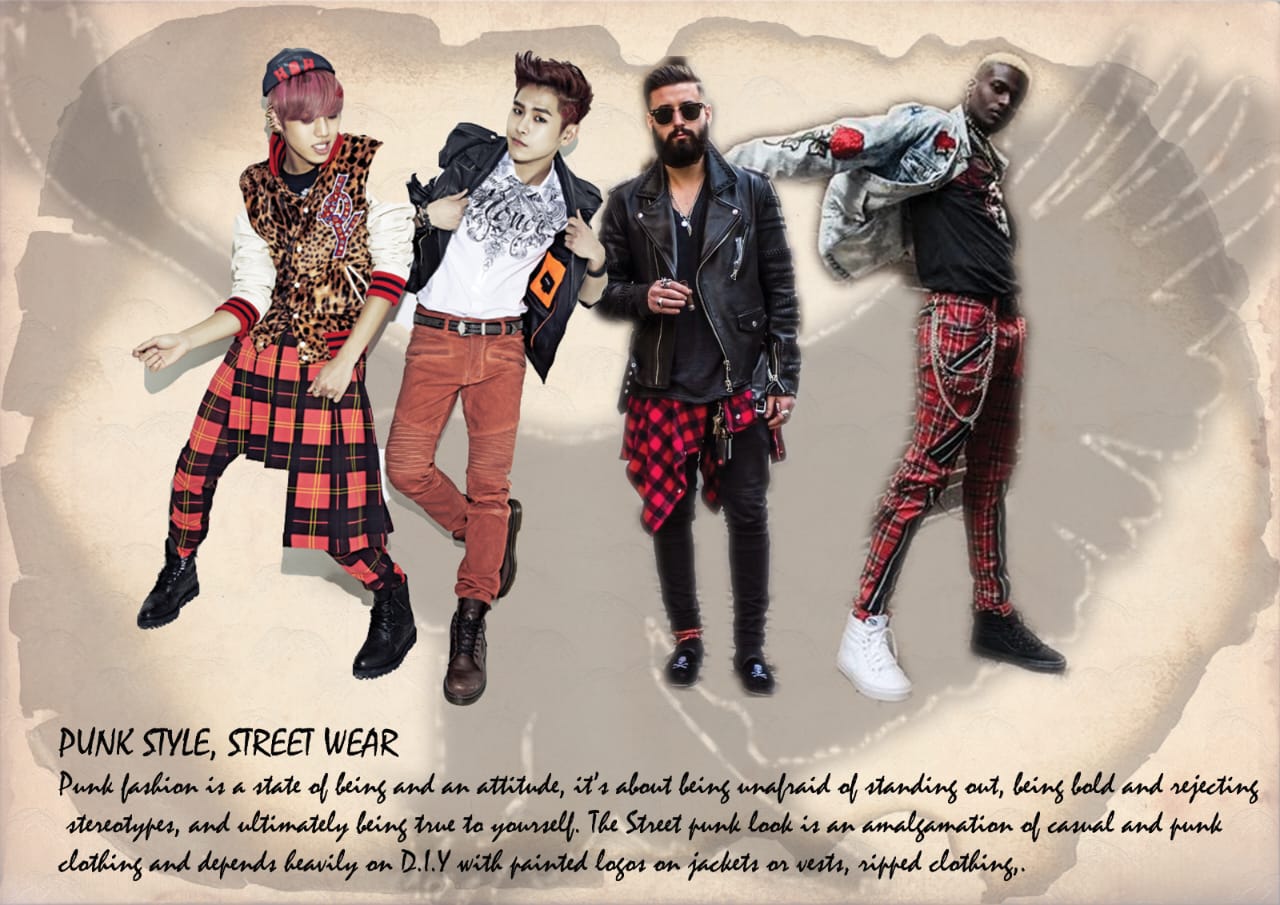 H H
PUNK STYLE, STREET WEAR
Punk fashion is a state of being and an attitude, it's about being unafraid of standing out, being bold and rejecting
stereotypes, and ultimately being true to yourself. The Street punk look is an amalgamation of casual and punk
clothing and depends heavily on D.I.Y with painted logos on jackets or vests, ripped clothing,.